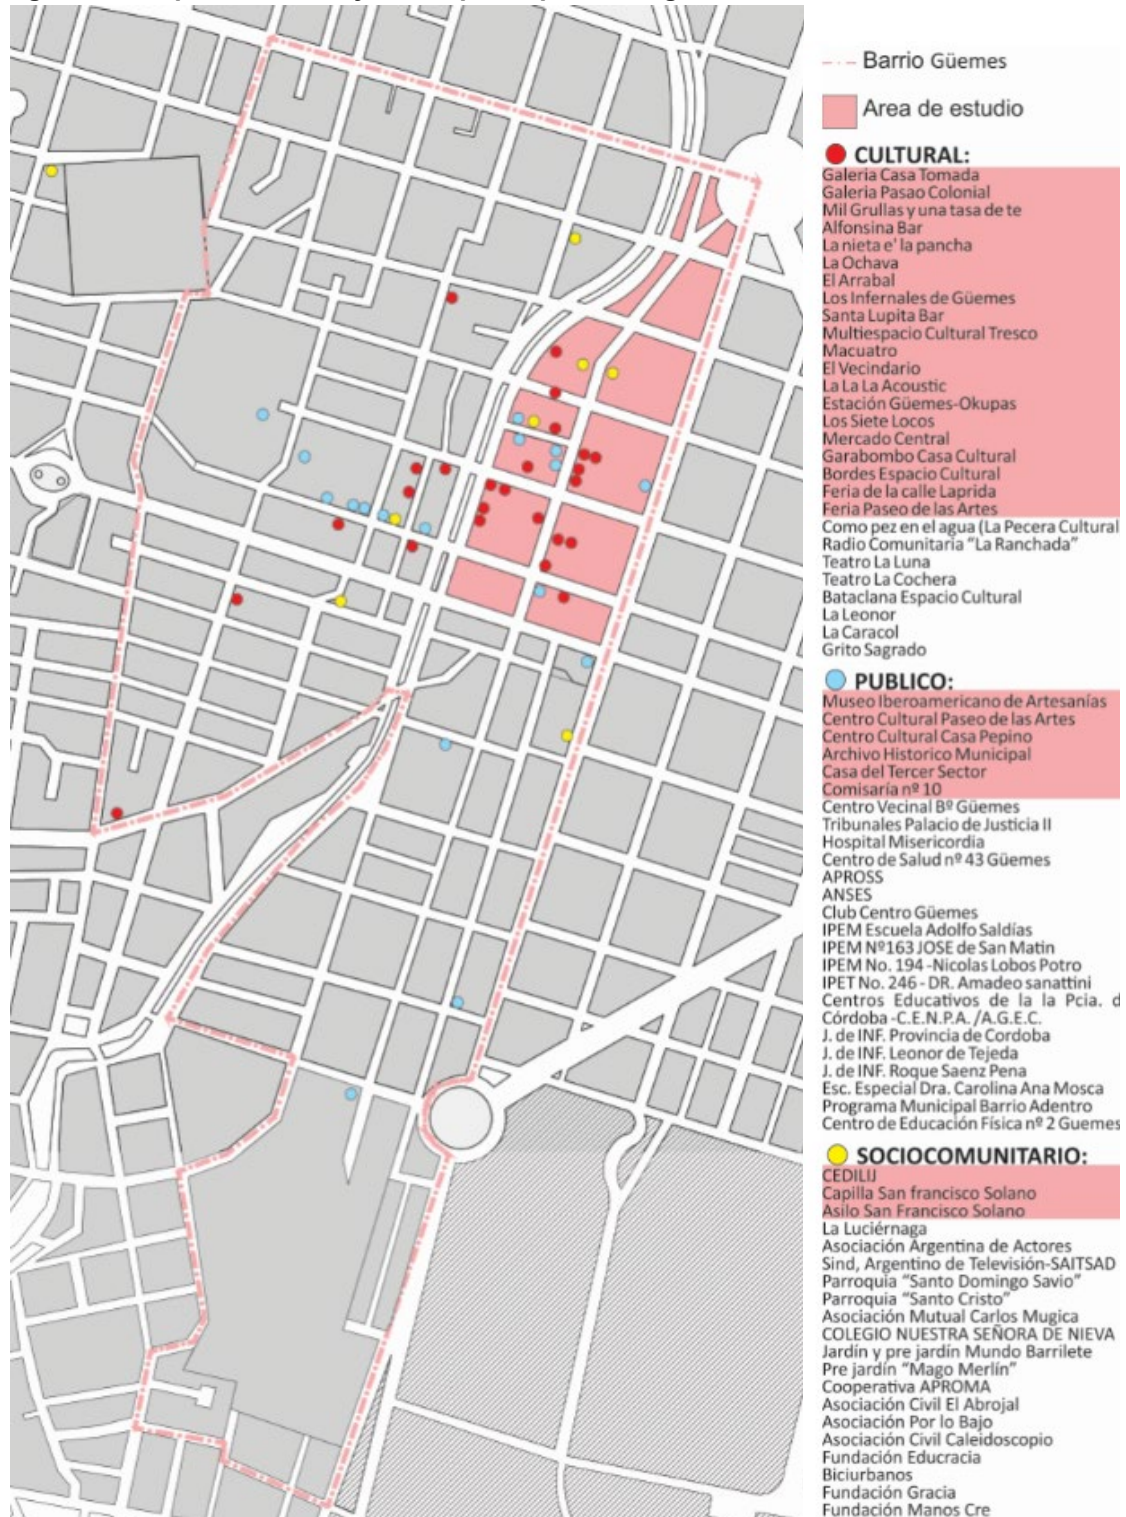 Barrio Güemes
Area de estudio
CULTURAL:
Galeria Casa Tomada
Galeria Pasao Colonial
Mil Grullas y una tasa de te
Alfonsina Bar
La nieta e' la pancha
La Ochava
El Arrabal
Los Infernales de Güemes
Santa Lupita Bar
Multiespacio Cultural Tresco
Macuatro
El Vecindario
La La La Acoustic
Estación Güemes-Okupas
Los Siete Locos
Mercado Central
Garabombo Casa Cultural
Bordes Espacio Cultural
Feria de la calle Laprida
Feria Paseo de las Artes
Como pez en el agua (La Pecera Cultural
Radio Comunitaria “La Ranchada”
Teatro La Luna
Teatro La Cochera
Bataclana Espacio Cultural
La Leonor
La Caracol
Grito Sagrado
PUBLICO:
Museo Iberoamericano de Artesanías
Centro Cultural Paseo de las Artes
Centro Cultural Casa Pepino
Archivo Historico Municipal
Casa del Tercer Sector
Comisaría nº 10
Centro Vecinal Bº Güemes
Tribunales Palacio de Justicia II
Hospital Misericordia
Centro de Salud nº 43 Güemes
APROSS
ANSES
Club Centro Güemes
IPEM Escuela Adolfo Saldías
IPEM Nº163 JOSE de San Matin
IPEM No. 194 -Nicolas Lobos Potro
IPET No. 246 - DR. Amadeo sanattini
Centros Educativos de la la Pcia. d
Córdoba -C.E.N.P.A. /A.G.E.C.
J. de INF. Provincia de Cordoba
J. de INF. Leonor de Tejeda
J. de INF. Roque Saenz Pena
Esc. Especial Dra. Carolina Ana Mosca
Programa Municipal Barrio Adentro
Centro de Educación Física nº 2 Guemes
SOCIOCOMUNITARIO:
CEDILIJ
Capilla San francisco Solano
Asilo San Francisco Solano
La Luciérnaga
Asociación Argentina de Actores
Sind, Argentino de Televisión-SAITSAD
Parroquia “Santo Domingo Savio”
Parroquia “Santo Cristo”
Asociación Mutual Carlos Mugica
COLEGIO NUESTRA SEÑORA DE NIEVA
Jardín y pre jardín Mundo Barrilete
Pre jardín “Mago Merlín”
Cooperativa APROMA
Asociación Civil El Abrojal
Asociación Por lo Bajo
Asociación Civil Caleidoscopio
Fundación Educracia
Biciurbanos
Fundación Gracia
Fundación Manos Cre